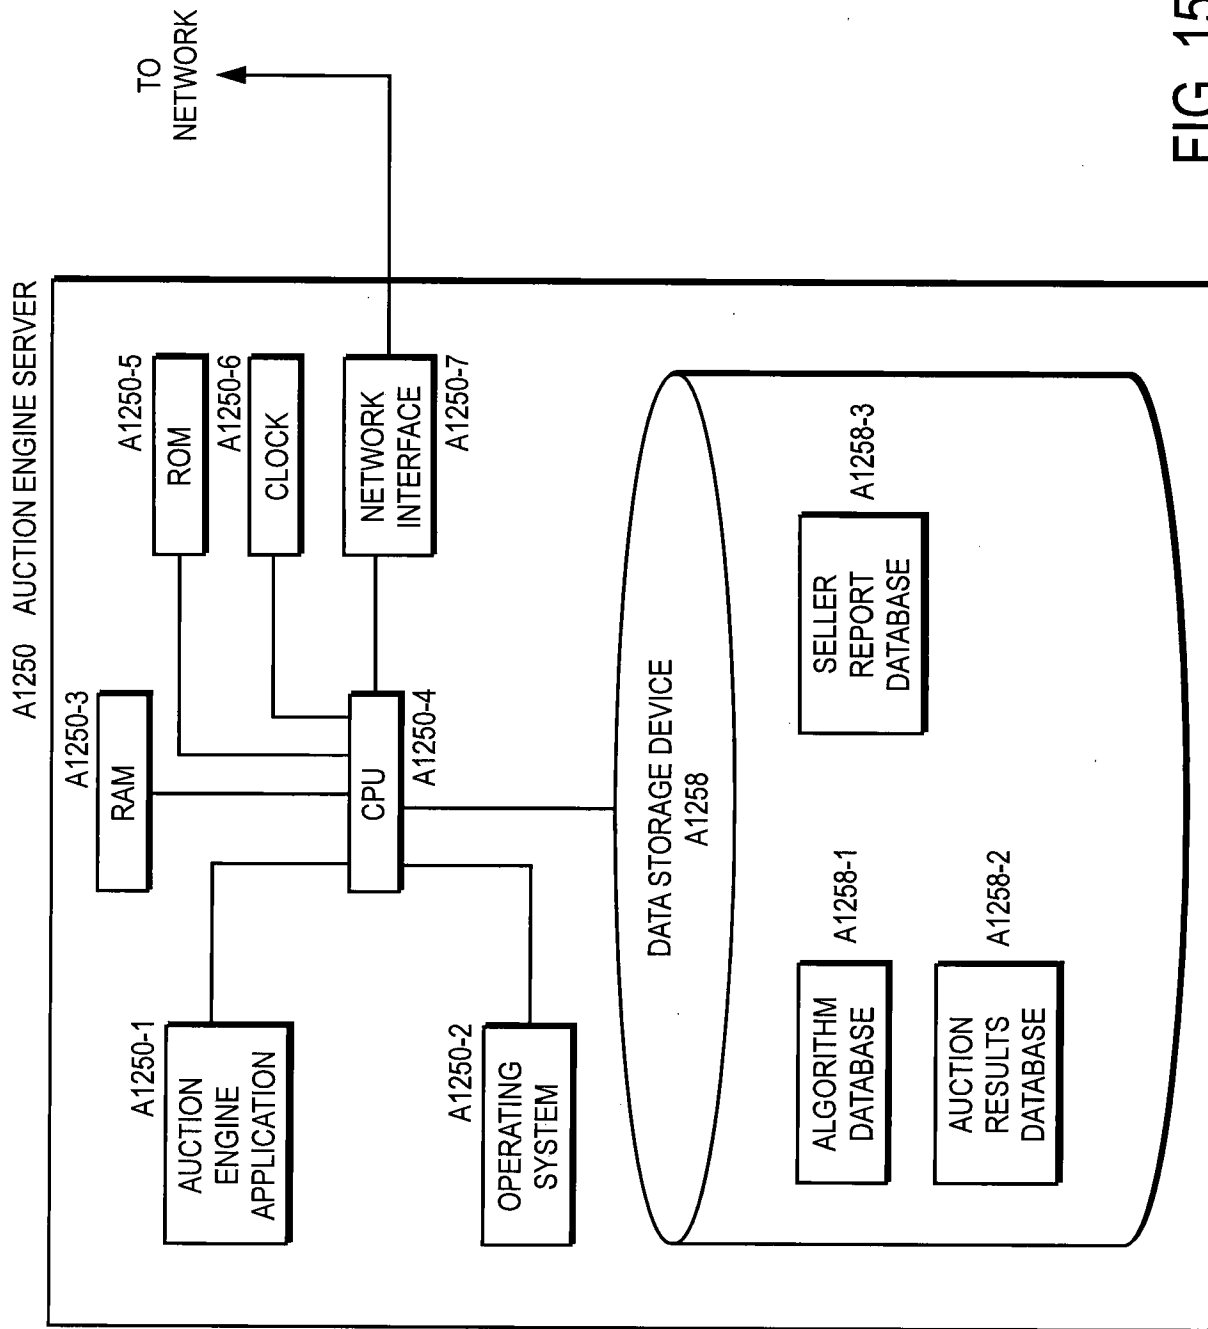 A1250 AUCTION ENGINE SERVER
TO
NETWORK
A1250-1
AUCTION
ENGINE
APPLICATION
A1250-3
RAM
A1250-5
ROM
A1250-6
CLOCK
A1250-2
OPERATING
SYSTEM
CPU
A1250-4
NETWORK
INTERFACE
A1250-7
DATA STORAGE DEVICE
A1258
ALGORITHM
DATABASE
A1258-1
SELLER
REPORT
DATABASE
A1258-3
AUCTION
RESULTS
DATABASE
A1258-2
FIG. 15